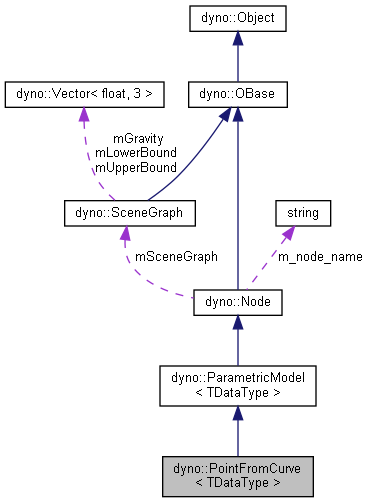 dyno::Object
dyno::Vector< float, 3 >
dyno::OBase
mGravity
mLowerBound
mUpperBound
dyno::SceneGraph
string
mSceneGraph
m_node_name
dyno::Node
dyno::ParametricModel
< TDataType >
dyno::PointFromCurve
< TDataType >